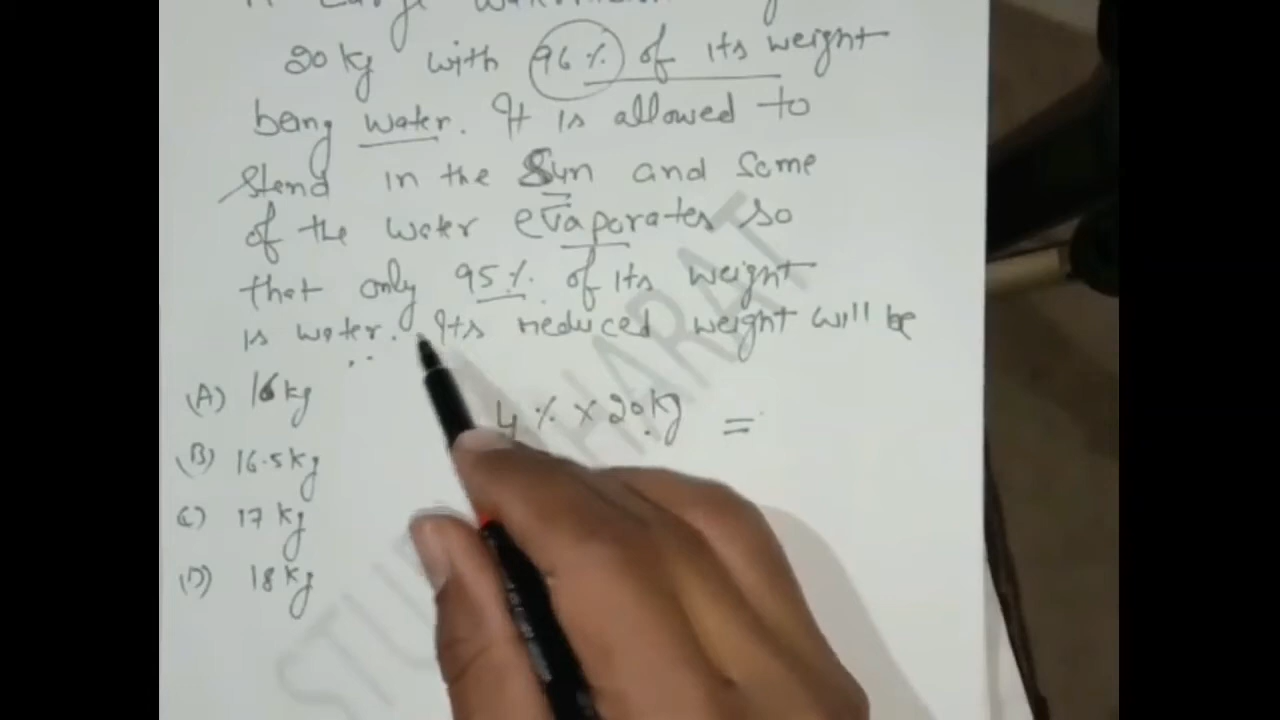 20 kg with 96% of its weight
being water. It is allowed to
stend in the Sun and some
of the water evaporates so
that only 95%. of its weight
is water. Its reduced weight will be
(A) 16 kg
4% × 20 kg =
(B) 16.5 kg
(C) 17 kg
(D) 18 kg